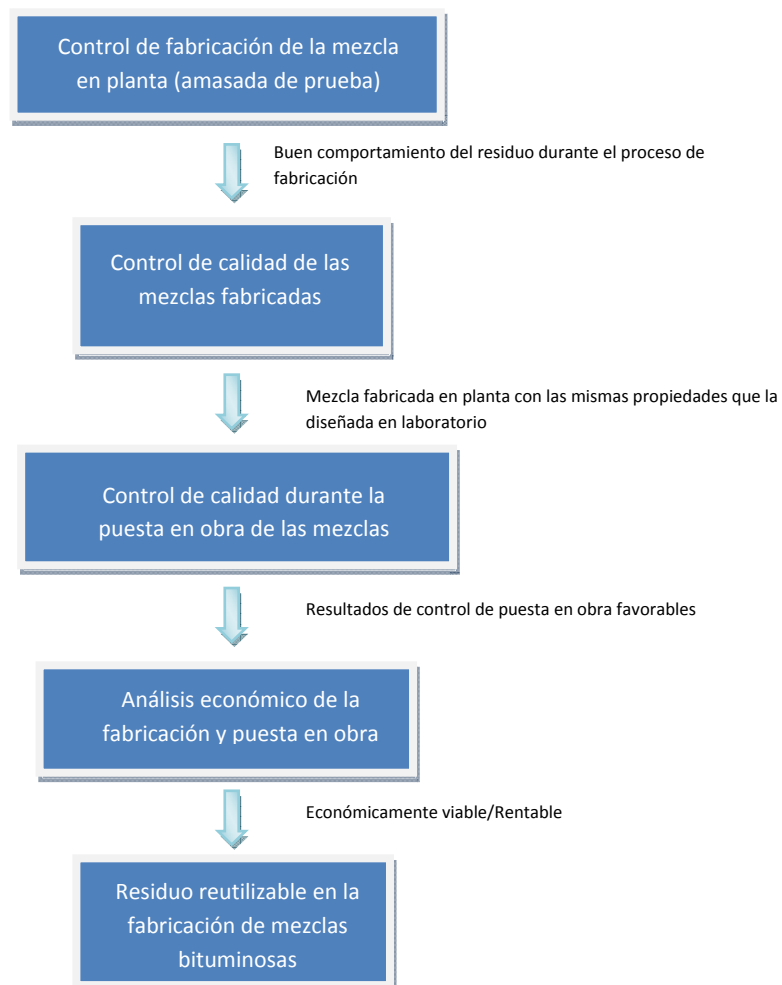 Control de fabricación de la mezcla
en planta (amasada de prueba)
Buen comportamiento del residuo durante el proceso de
fabricación
Control de calidad de las
mezclas fabricadas
Mezcla fabricada en planta con las mismas propiedades que la
diseñada en laboratorio
Control de calidad durante la
puesta en obra de las mezclas
Resultados de control de puesta en obra favorables
Análisis económico de la
fabricación y puesta en obra
Económicamente viable/Rentable
Residuo reutilizable en la
fabricación de mezclas
bituminosas